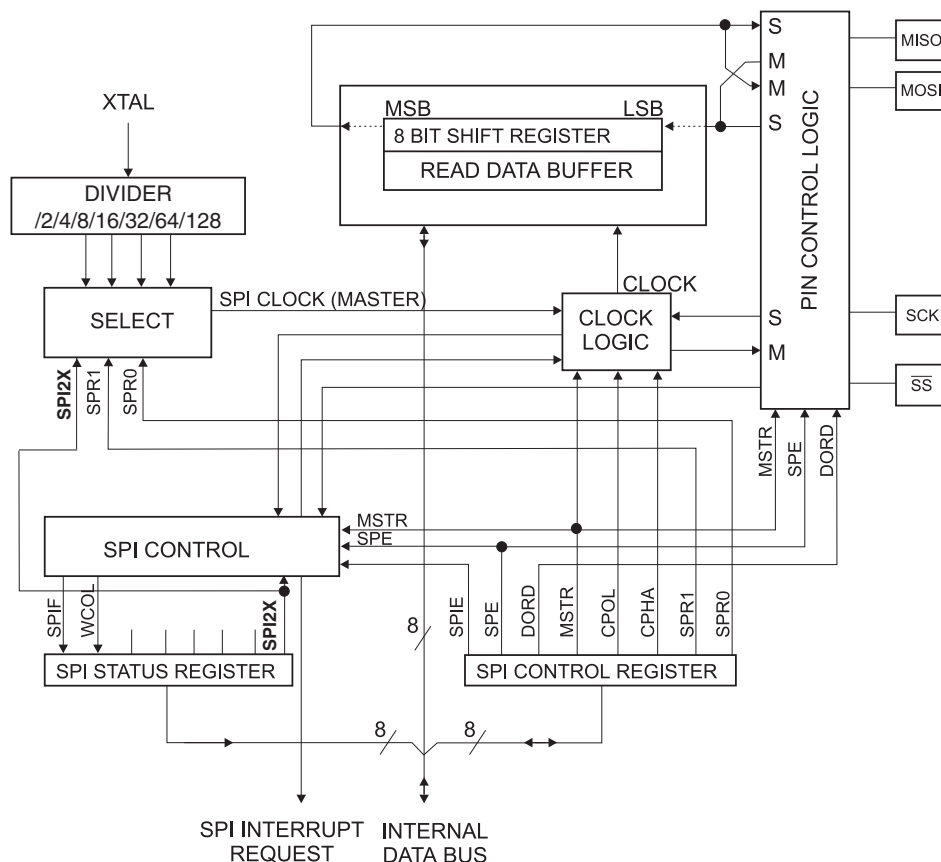 S
MISO
M
M
MOSI
S
XTAL
MSB
LSB
8 BIT SHIFT REGISTER
READ DATA BUFFER
DIVIDER
/2/4/8/16/32/64/128
PIN CONTROL LOGIC
SPI CLOCK (MASTER)
CLOCK
SELECT
CLOCK
LOGIC
S
M
SCK
SS
SPI2X
SPR1
SPR0
MSTR
SPE
DORD
SPI CONTROL
MSTR
SPE
SPIF
WCOL
SPI2X
8
SPIE
SPE
DORD
MSTR
CPOL
CPHA
SPR1
SPR0
SPI STATUS REGISTER
SPI CONTROL REGISTER
8
8
SPI INTERRUPT
REQUEST
INTERNAL
DATA BUS